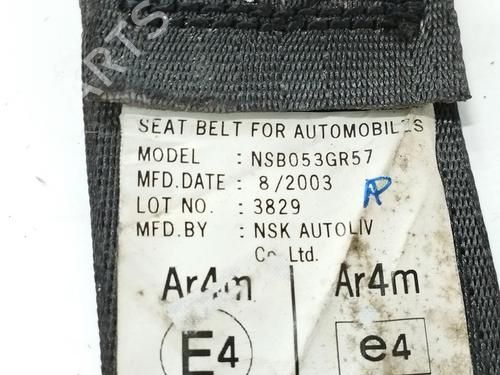 PARTS
SEAT BELT FOR AUTOMOBILES
MODEL : NSB053GR57
MFD.DATE : 8/2003
LOT NO. : 3829
MFD.BY : NSK AUTOLIV
Co. Ltd.
Ar4m Ar4m
E4 e4